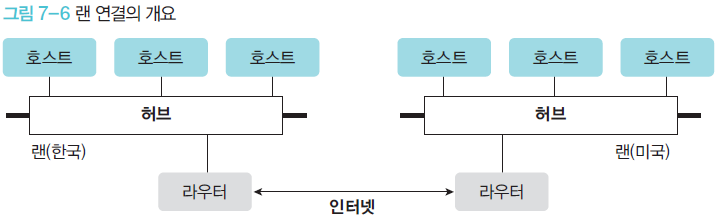 그림 7-6 랜 연결의 개요
호스트 호스트 호스트 호스트 호스트 호스트
허브 허브
랜(한국) 랜(미국)
라우터 라우터
인터넷